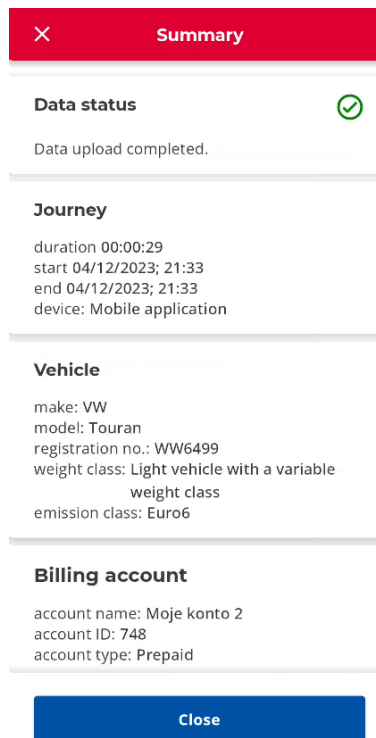 Summary
Data status
Data upload completed.
Journey
duration 00:00:29
start 04/12/2023; 21:33
end 04/12/2023; 21:33
device: Mobile application
Vehicle
make: VW
model: Touran
registration no.: WW6499
weight class: Light vehicle with a variable
weight class
emission class: Euro6
Billing account
account name: Moje konto 2
account ID: 748
account type: Prepaid
Close